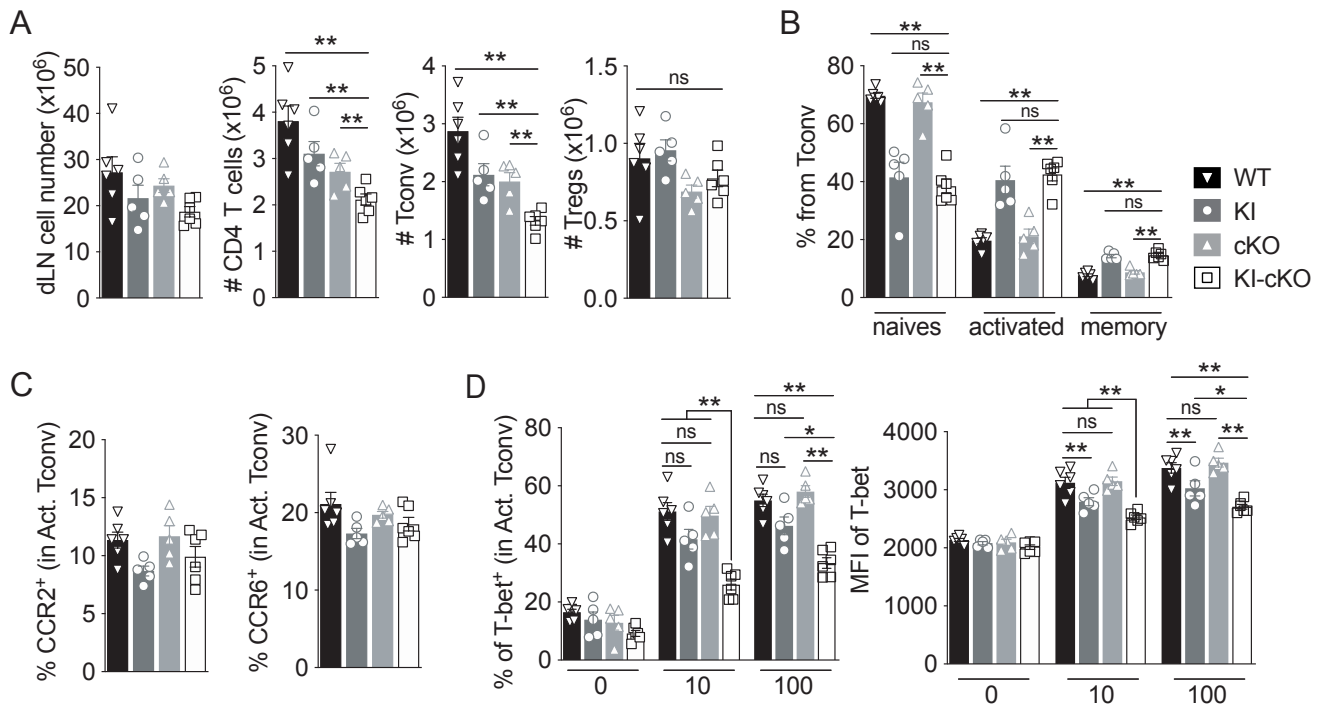 A
dLN cell number (x10⁶)
50
40
30
20
10
0
# CD4 T cells (x10⁶)
5
4
3
2
1
0
**
**
**
# Tconv (x10⁶)
4
3
2
1
0
**
**
**
# Tregs (x10⁶)
1.5
1.0
0.5
0.0
ns
B
% from Tconv
80
60
40
20
0
**
ns
**
**
ns
**
**
ns
**
naives activated memory
WT
KI
cKO
KI-cKO
C
% CCR2⁺ (in Act. Tconv)
20
15
10
5
0
% CCR6⁺ (in Act. Tconv)
30
20
10
0
D
% of T-bet⁺ (in Act. Tconv)
80
60
40
20
0
**
ns
ns
**
ns
*
ns
**
0 10 100
MFI of T-bet
4000
3000
2000
1000
0
**
ns
**
**
*
ns
**
**
0 10 100